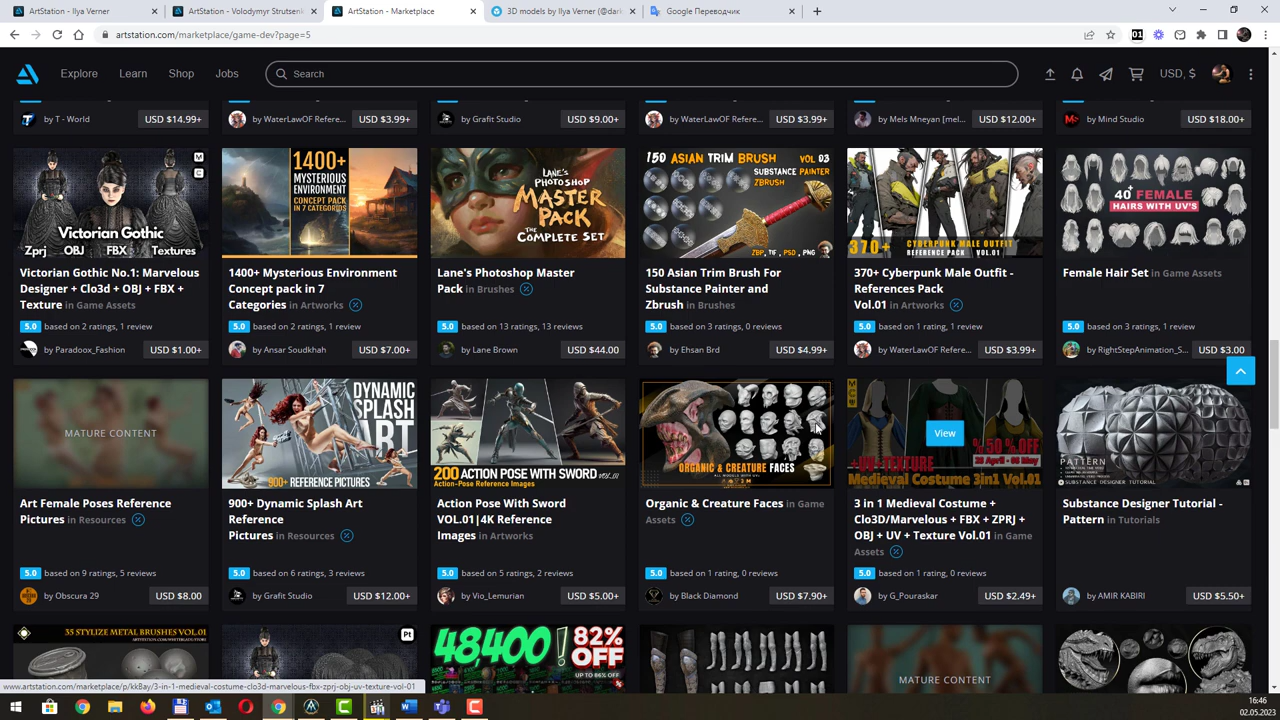 ArtStation - Ilya Verner
ArtStation - Volodymyr Strutsenk
ArtStation - Marketplace
3D models by Ilya Verner (@dark
Google Переводчик
artstation.com/marketplace/game-dev?page=5
Explore Learn Shop Jobs
Search
USD, $
by T - World USD $14.99+
by WaterLawOF Refere... USD $3.99+
by Grafit Studio USD $9.00+
by WaterLawOF Refere... USD $3.99+
by Mels Mneyan [mel... USD $12.00+
by Mind Studio USD $18.00+
Victorian Gothic
Zprj OBJ FBX Textures
Victorian Gothic No.1: Marvelous
Designer + Clo3d + OBJ + FBX +
Texture in Game Assets
5.0 based on 2 ratings, 1 review
by Paradoox_Fashion USD $1.00+
1400+
MYSTERIOUS
ENVIRONMENT
CONCEPT PACK
IN 7 CATEGORIES
1400+ Mysterious Environment
Concept pack in 7
Categories in Artworks
5.0 based on 2 ratings, 1 review
by Ansar Soudkhah USD $7.00+
LANE'S
PHOTOSHOP
MASTER
PACK
THE COMPLETE SET
Lane's Photoshop Master
Pack in Brushes
5.0 based on 13 ratings, 13 reviews
by Lane Brown USD $44.00
150 ASIAN TRIM BRUSH VOL 03
SUBSTANCE PAINTER
ZBRUSH
ZBP, TIF , PSD , PNG
150 Asian Trim Brush For
Substance Painter and
Zbrush in Brushes
5.0 based on 3 ratings, 0 reviews
by Ehsan Brd USD $4.99+
370+ CYBERPUNK MALE OUTFIT
REFERENCES PACK VOL.01
370+ Cyberpunk Male Outfit -
References Pack
Vol.01 in Artworks
5.0 based on 1 rating, 1 review
by WaterLawOF Refere... USD $3.99+
40+ FEMALE
HAIRS WITH UV'S
Female Hair Set in Game Assets
5.0 based on 3 ratings, 1 review
by RightStepAnimation_S... USD $3.00
MATURE CONTENT
Art Female Poses Reference
Pictures in Resources
5.0 based on 9 ratings, 5 reviews
by Obscura 29 USD $8.00
DYNAMIC
SPLASH
ART
900+ REFERENCE PICTURES
900+ Dynamic Splash Art
Reference
Pictures in Resources
5.0 based on 6 ratings, 3 reviews
by Grafit Studio USD $12.00+
200 ACTION POSE WITH SWORD VOL.01
Action-Pose Reference Images
Action Pose With Sword
VOL.01|4K Reference
Images in Artworks
5.0 based on 5 ratings, 2 reviews
by Vio_Lemurian USD $5.00+
ORGANIC & CREATURE FACES
Organic & Creature Faces in Game
Assets
5.0 based on 1 rating, 0 reviews
by Black Diamond USD $7.90+
View
+UV+TEXTURE
% 50 % OFF
Medieval Costume 3in1 Vol.01
3 in 1 Medieval Costume +
Clo3D/Marvelous + FBX + ZPRJ +
OBJ + UV + Texture Vol.01 in Game
Assets
5.0 based on 1 rating, 0 reviews
by G_Pouraskar USD $2.49+
PATTERN
SUBSTANCE DESIGNER TUTORIAL
Substance Designer Tutorial -
Pattern in Tutorials
by AMIR KABIRI USD $5.50+
35 STYLIZE METAL BRUSHES VOL.01
Pt
48,400 ! 82%
OFF
MATURE CONTENT
www.artstation.com/marketplace/p/kk8ay/3-in-1-medieval-costume-clo3d-marvelous-fbx-zprj-obj-uv-texture-vol-01
16:46
02.05.2023